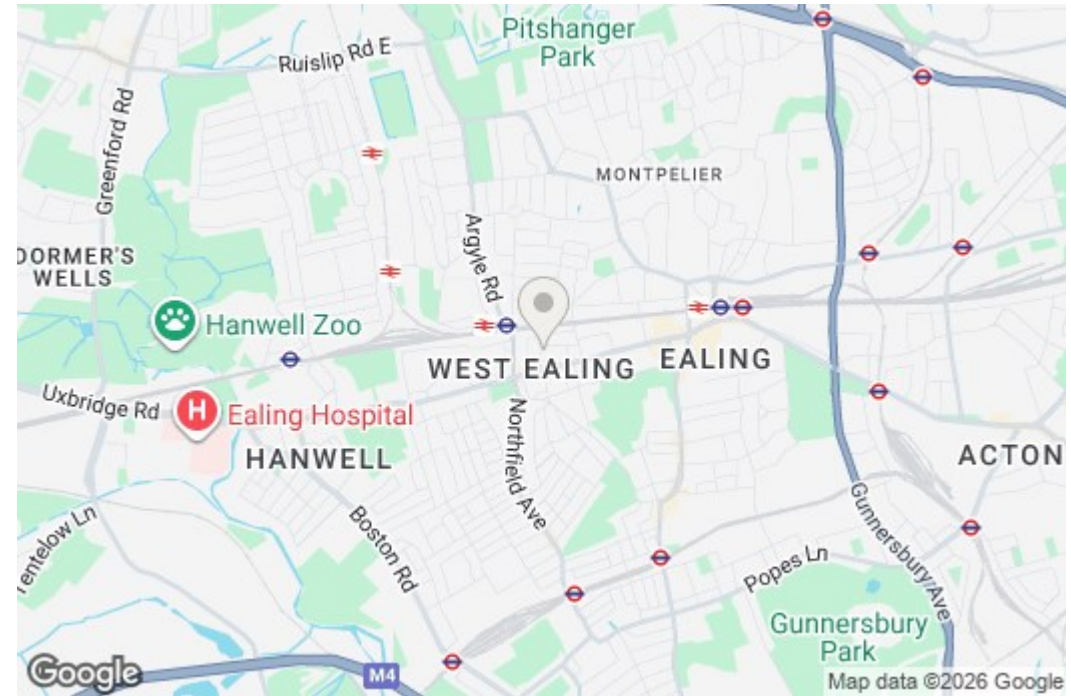 Pitshanger
Park
Ruislip Rd E
Greenford Rd
MONTPELIER
Argyle Rd
DORMER'S
WELLS
Hanwell Zoo
WEST EALING
EALING
Uxbridge Rd
H
Ealing Hospital
HANWELL
Northfield Ave
ACTON
Gunnersbury Ave
Boston Rd
Tentelow Ln
Popes Ln
Gunnersbury
Park
Google
M4
Map data ©2026 Google